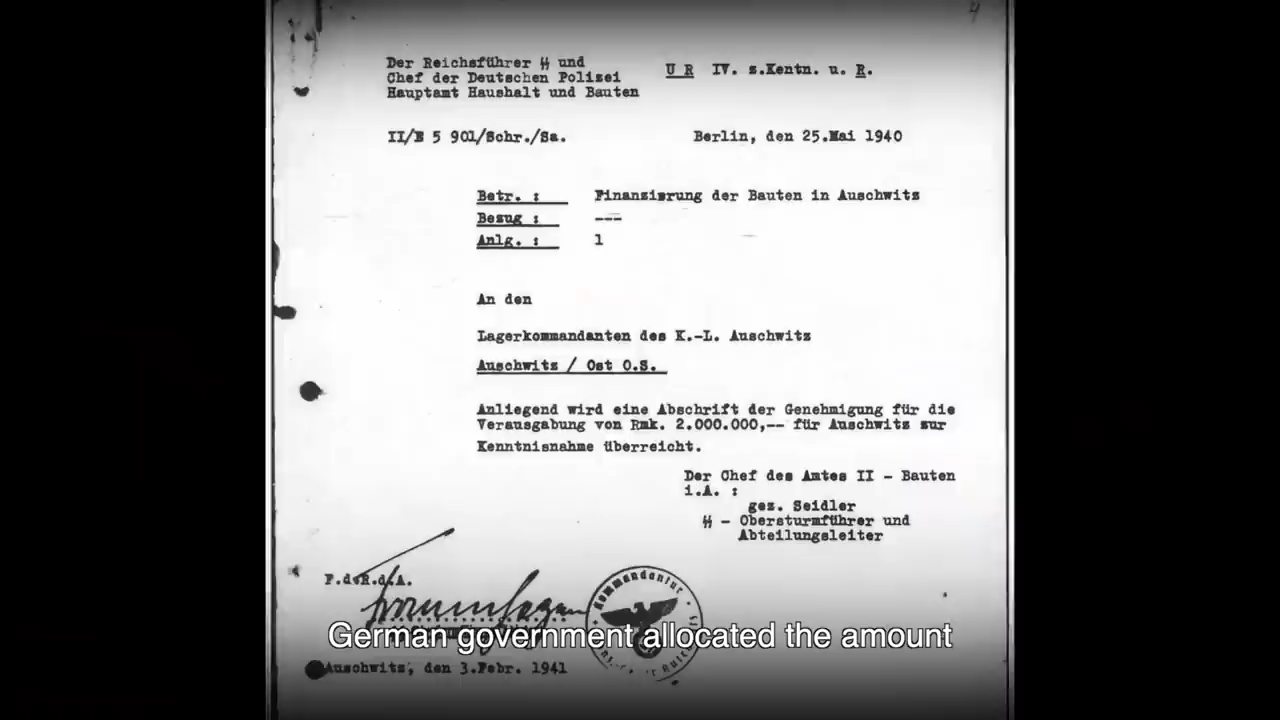 4
Der Reichsführer ᛋᛋ und
Chef der Deutschen Polizei
Hauptamt Haushalt und Bauten
U R IV. z.Kentn. u. R.
II/E 5 901/Schr./Sa.
Berlin, den 25.Mai 1940
Betr. : Finanzierung der Bauten in Auschwitz
Bezug : ---
Anlg. : 1
An den
Lagerkommandanten des K.-L. Auschwitz
Auschwitz / Ost O.S.
Anliegend wird eine Abschrift der Genehmigung für die
Verausgabung von Rmk. 2.000.000,-- für Auschwitz zur
Kenntnisnahme überreicht.
Der Chef des Amtes II - Bauten
i.A. :
gez. Seidler
ᛋᛋ - Obersturmführer und
Abteilungsleiter
F.d.R.d.A.
Kommandantur
German government allocated the amount
Auschwitz, den 3.Febr. 1941